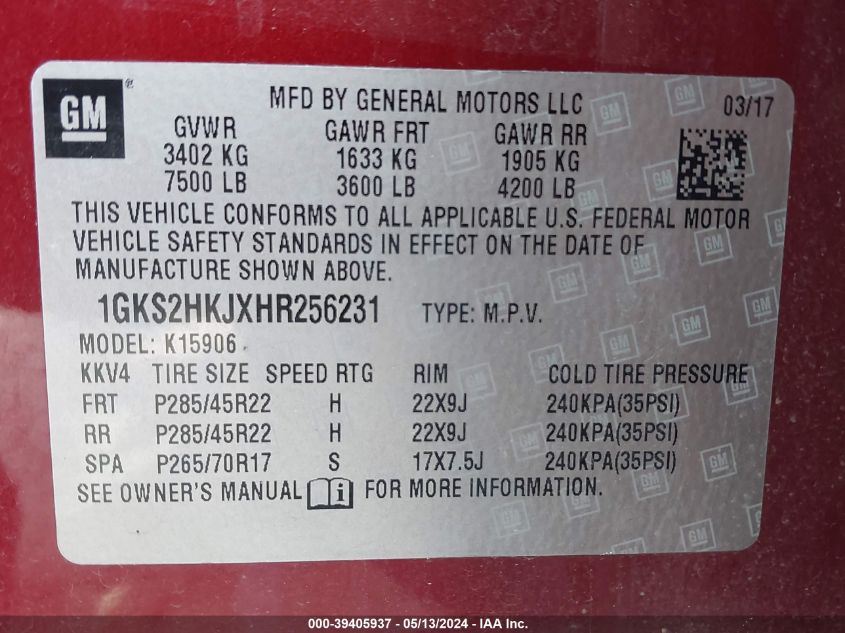 GM ®
MFD BY GENERAL MOTORS LLC 03/17
GVWR GAWR FRT GAWR RR
3402 KG 1633 KG 1905 KG
7500 LB 3600 LB 4200 LB
THIS VEHICLE CONFORMS TO ALL APPLICABLE U.S. FEDERAL MOTOR
VEHICLE SAFETY STANDARDS IN EFFECT ON THE DATE OF
MANUFACTURE SHOWN ABOVE.
1GKS2HKJXHR256231 TYPE: M.P.V.
MODEL: K15906
KKV4 TIRE SIZE SPEED RTG RIM COLD TIRE PRESSURE
FRT P285/45R22 H 22X9J 240KPA(35PSI)
RR P285/45R22 H 22X9J 240KPA(35PSI)
SPA P265/70R17 S 17X7.5J 240KPA(35PSI)
SEE OWNER'S MANUAL i FOR MORE INFORMATION.
000-39405937 - 05/13/2024 - IAA Inc.